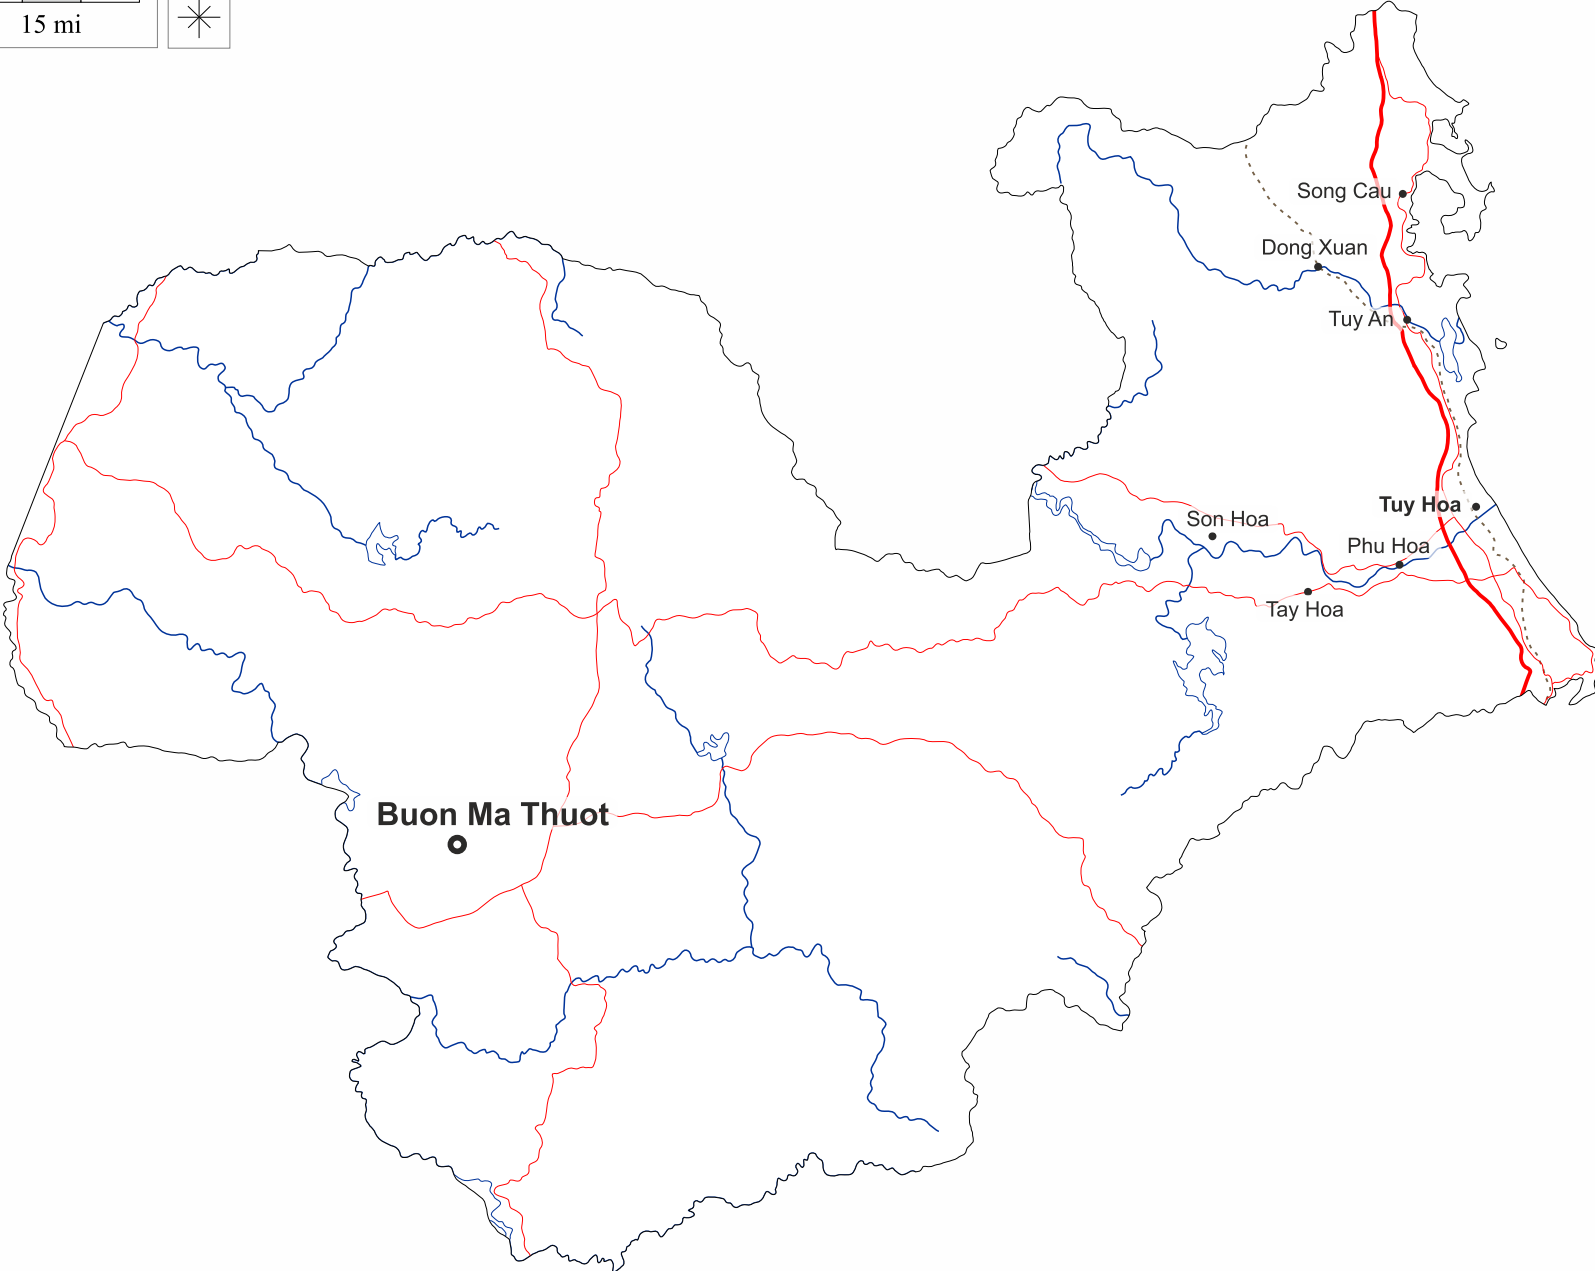 15 mi
Song Cau
Dong Xuan
Tuy An
Tuy Hoa
Son Hoa
Phu Hoa
Tay Hoa
Buon Ma Thuot